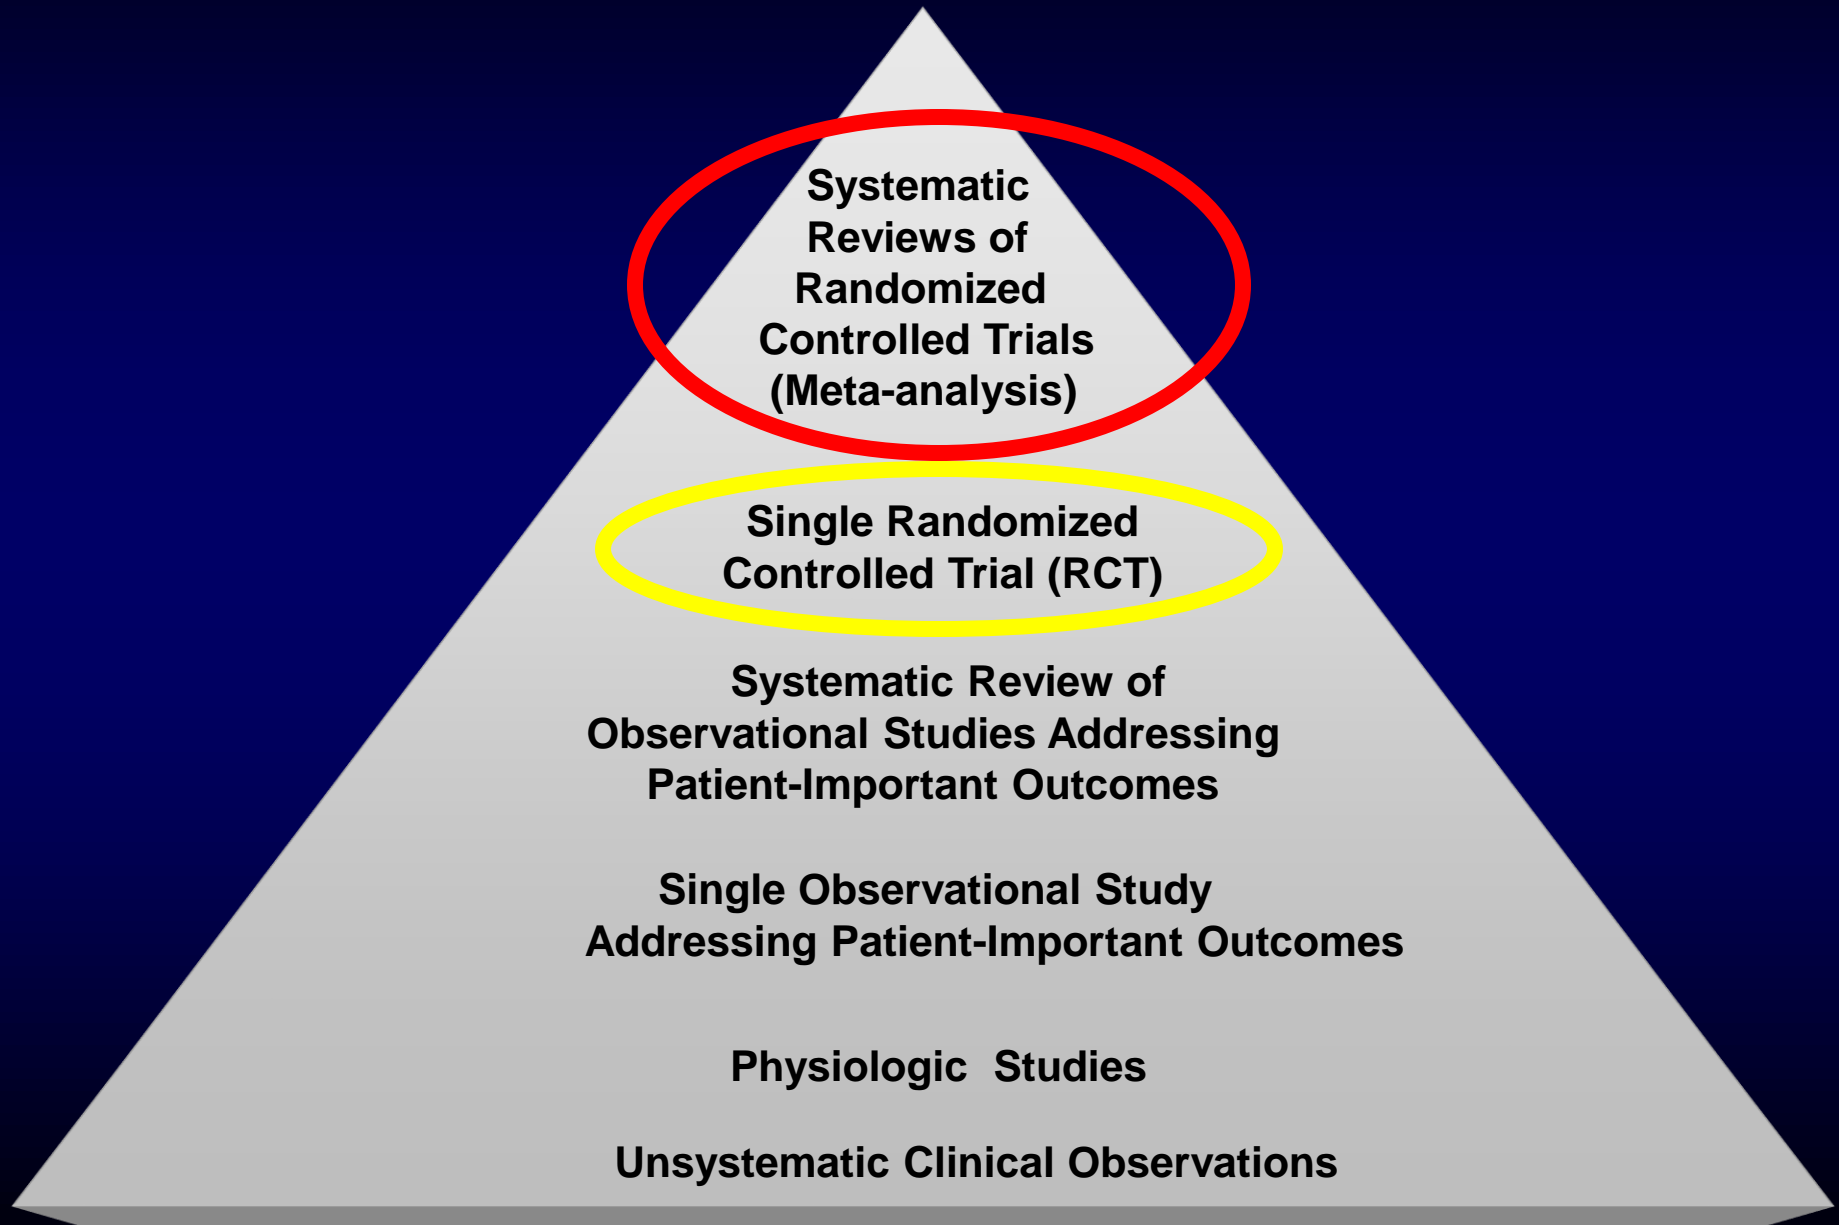 Systematic
Reviews of
Randomized
Controlled Trials
(Meta-analysis)
Single Randomized
Controlled Trial (RCT)
Systematic Review of
Observational Studies Addressing
Patient-Important Outcomes
Single Observational Study
Addressing Patient-Important Outcomes
Physiologic  Studies
Unsystematic Clinical Observations